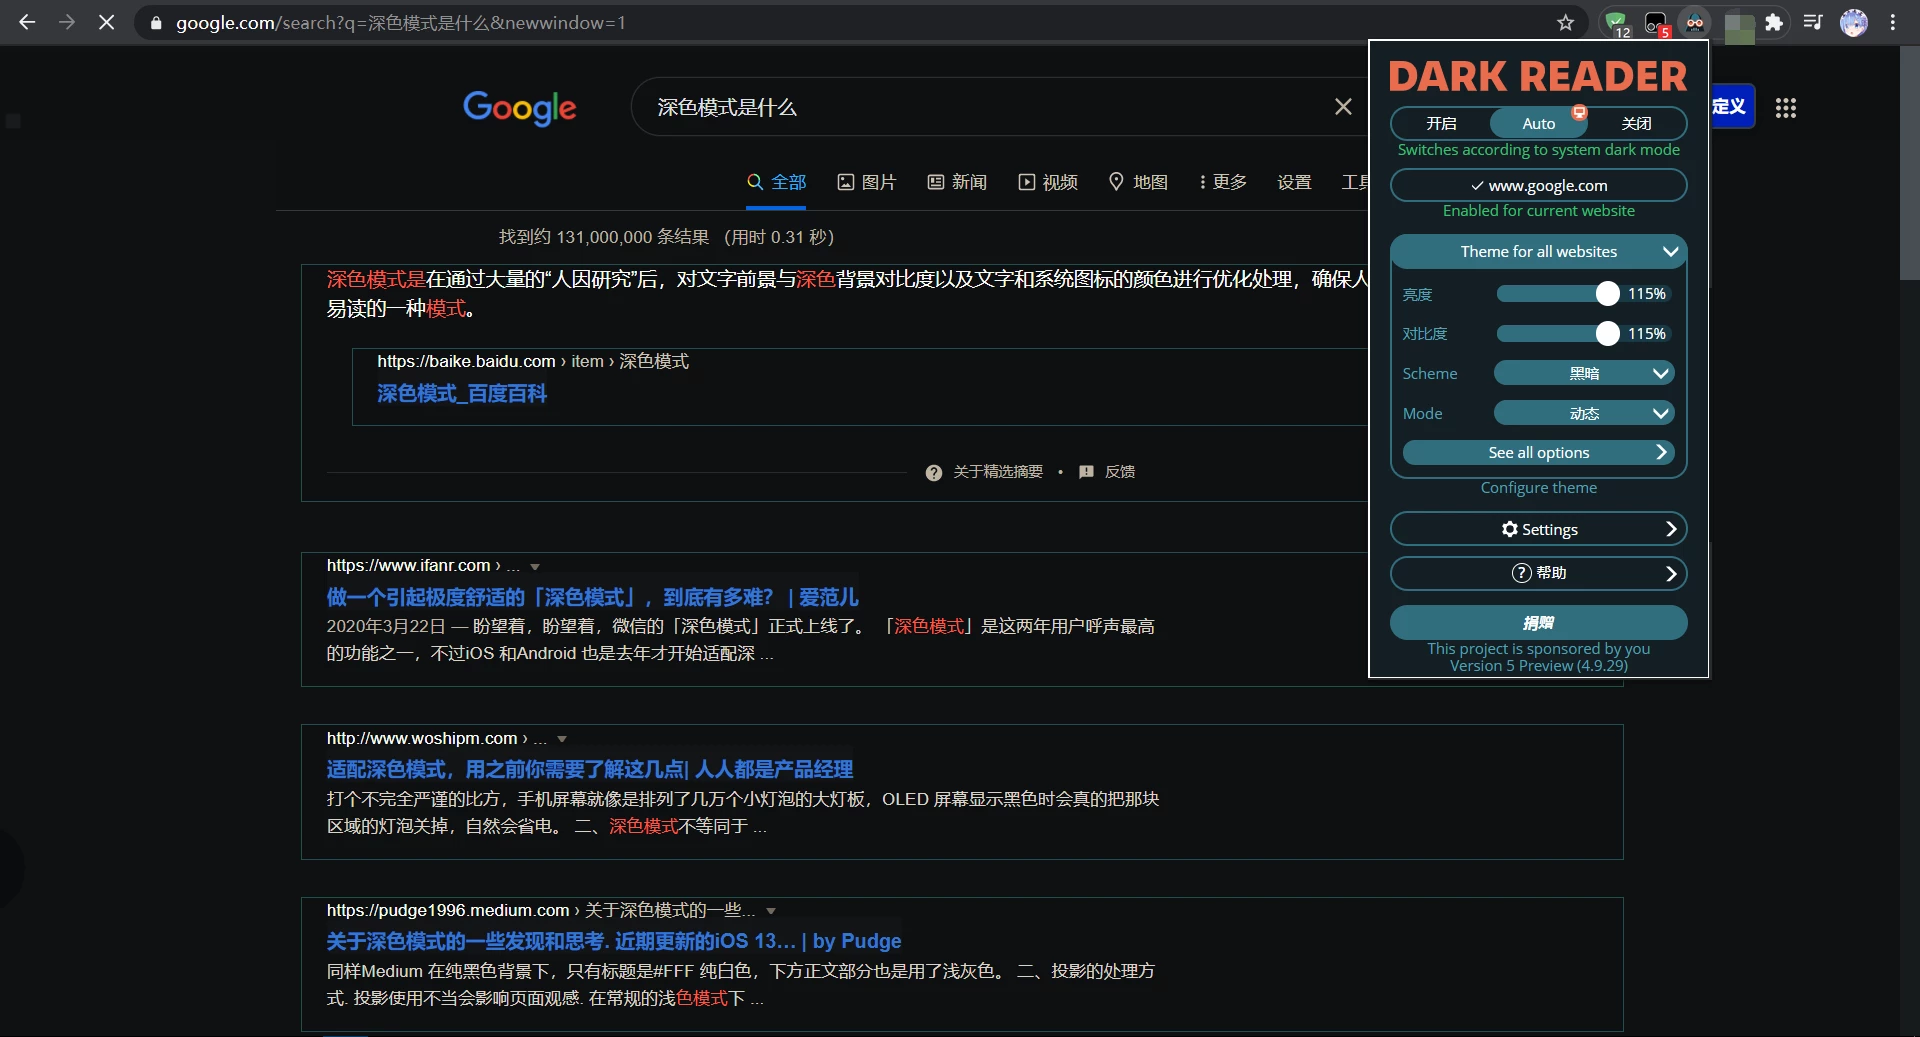 google.com/search?q=深色模式是什么&newwindow=1
12
5
Google
深色模式是什么
定义
全部
图片
新闻
视频
地图
更多
设置
工具
找到约 131,000,000 条结果 （用时 0.31 秒）
深色模式是在通过大量的“人因研究”后，对文字前景与深色背景对比度以及文字和系统图标的颜色进行优化处理，确保人
易读的一种模式。
https://baike.baidu.com › item › 深色模式
深色模式_百度百科
关于精选摘要 • 反馈
https://www.ifanr.com › ...
做一个引起极度舒适的「深色模式」，到底有多难？ | 爱范儿
2020年3月22日 — 盼望着，盼望着，微信的「深色模式」正式上线了。 「深色模式」是这两年用户呼声最高
的功能之一，不过iOS 和Android 也是去年才开始适配深 ...
http://www.woshipm.com › ...
适配深色模式，用之前你需要了解这几点| 人人都是产品经理
打个不完全严谨的比方，手机屏幕就像是排列了几万个小灯泡的大灯板，OLED 屏幕显示黑色时会真的把那块
区域的灯泡关掉，自然会省电。 二、深色模式不等同于 ...
https://pudge1996.medium.com › 关于深色模式的一些...
关于深色模式的一些发现和思考. 近期更新的iOS 13... | by Pudge
同样Medium 在纯黑色背景下，只有标题是#FFF 纯白色，下方正文部分也是用了浅灰色。 二、投影的处理方
式. 投影使用不当会影响页面观感. 在常规的浅色模式下 ...
DARK READER
开启
Auto
关闭
Switches according to system dark mode
www.google.com
Enabled for current website
Theme for all websites
亮度
115%
对比度
115%
Scheme
黑暗
Mode
动态
See all options
Configure theme
Settings
帮助
捐赠
This project is sponsored by you
Version 5 Preview (4.9.29)